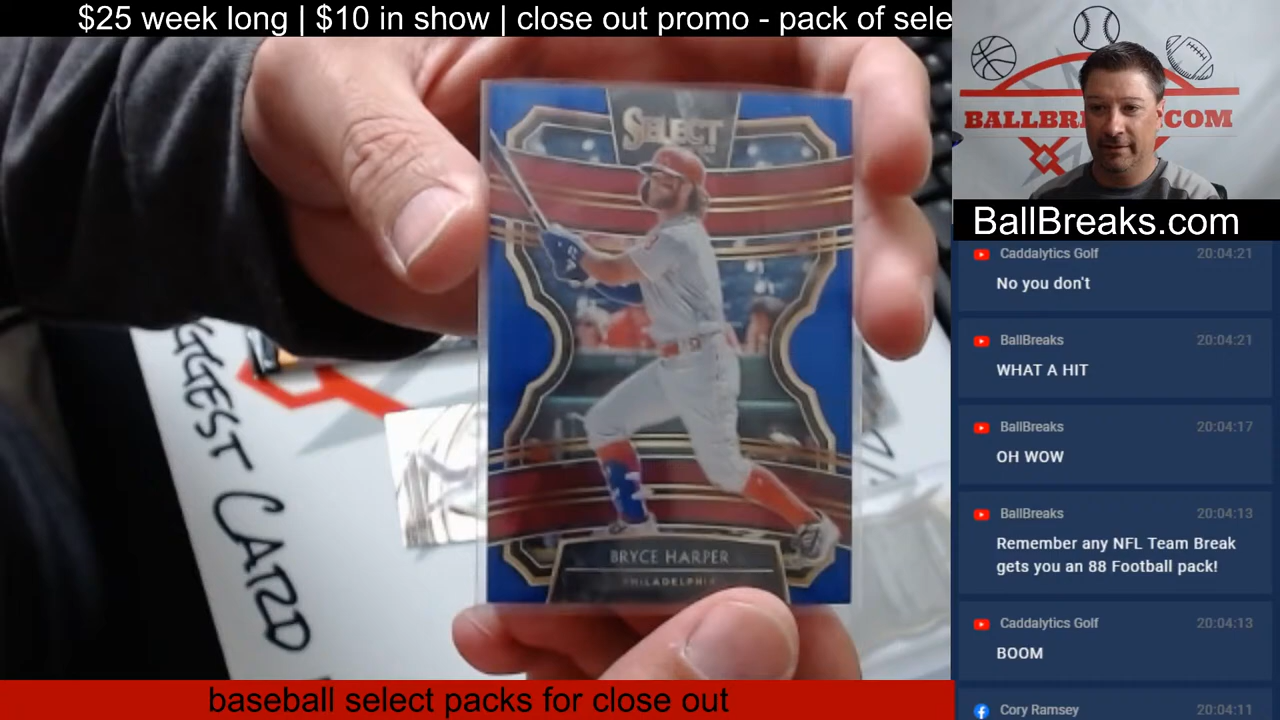 $25 week long | $10 in show | close out promo - pack of sele
SELECT
BRYCE HARPER
PHILADELPHIA
GGEST CARD
baseball select packs for close out
BALLBR
.COM
BallBreaks.com
Caddalytics Golf 20:04:21
No you don't
BallBreaks 20:04:21
WHAT A HIT
BallBreaks 20:04:17
OH WOW
BallBreaks 20:04:13
Remember any NFL Team Break
gets you an 88 Football pack!
Caddalytics Golf 20:04:13
BOOM
Cory Ramsey 20:04:11